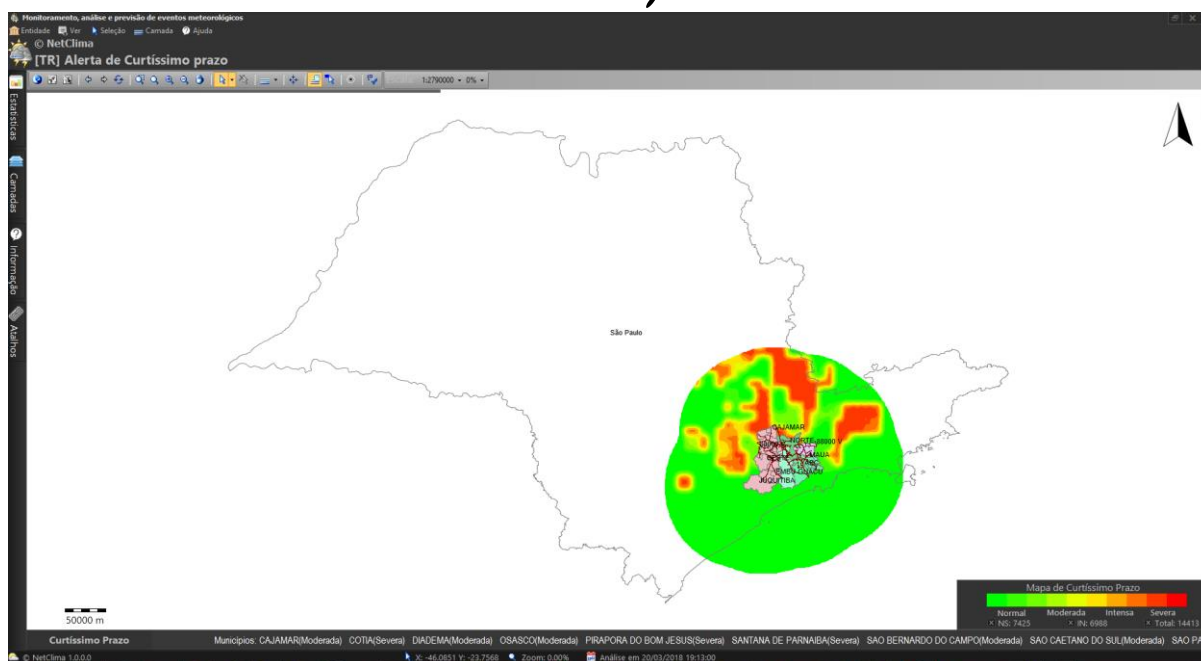 Monitoramento, análise e previsão de eventos meteorológicos
Entidade Ver Seleção Camada Ajuda
© NetClima
[TR] Alerta de Curtíssimo prazo
1:2790000 0%
Estatísticas
Camadas
Informação
Atalhos
São Paulo
CAJAMAR
NORTE
MAUA
ABC
EMBU-GUACU
JUQUITIBA
50000 m
Mapa de Curtíssimo Prazo
Normal Moderada Intensa Severa
NS: 7425 IN: 6988 Total: 14413
Curtíssimo Prazo Municípios: CAJAMAR(Moderada) COTIA(Severa) DIADEMA(Moderada) OSASCO(Moderada) PIRAPORA DO BOM JESUS(Severa) SANTANA DE PARNAIBA(Severa) SAO BERNARDO DO CAMPO(Moderada) SAO CAETANO DO SUL(Moderada) SAO PA
© NetClima 1.0.0.0 X: -46.0851 Y: -23.7568 Zoom: 0.00% Análise em 20/03/2018 19:13:00